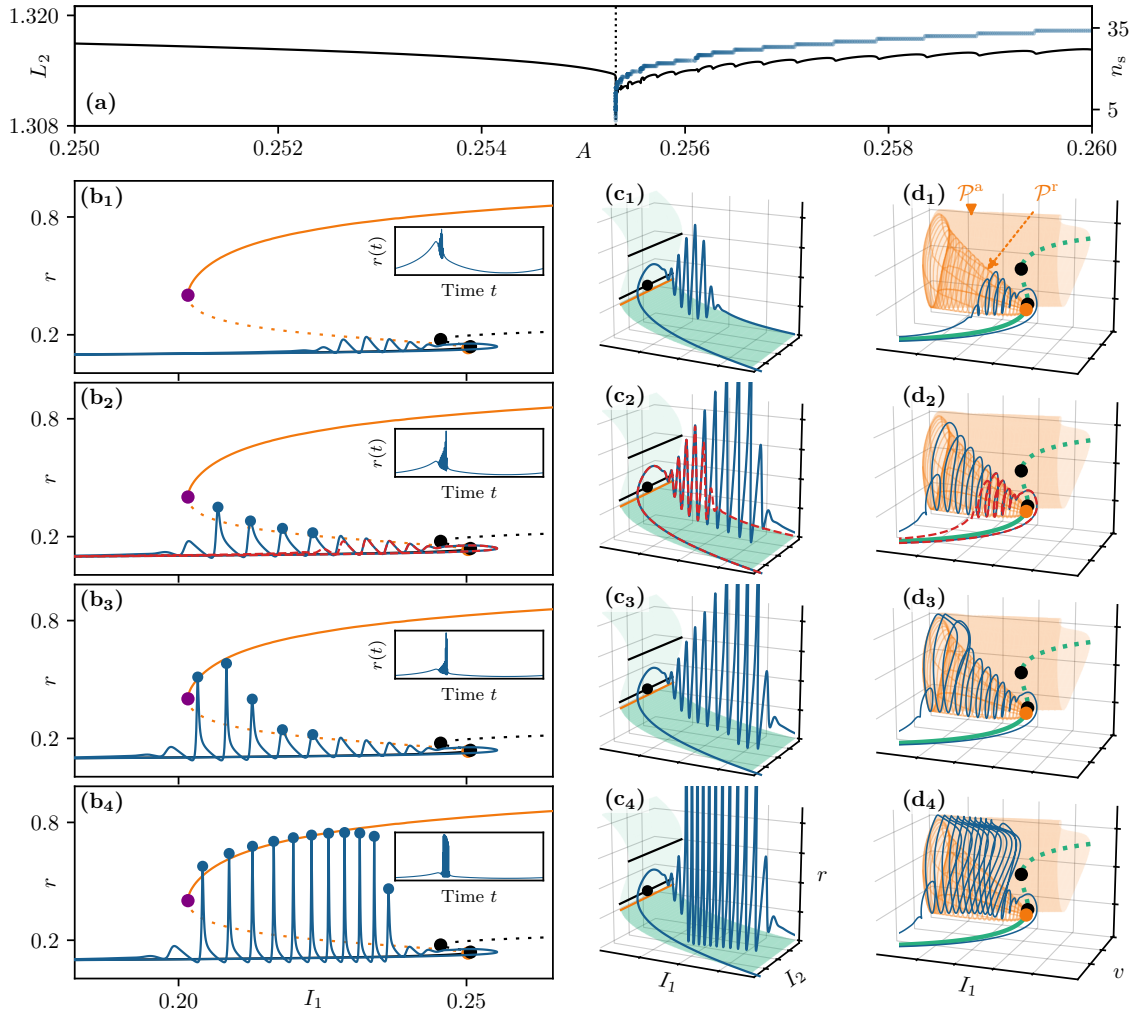 1.320
L₂
(a)
1.308
35
nₛ
5
0.250
0.252
0.254
A
0.256
0.258
0.260
(b₁)
0.8
r
0.2
r(t)
Time t
(c₁)
(d₁)
𝒫ᵃ
𝒫ʳ
(b₂)
0.8
r
0.2
r(t)
Time t
(c₂)
(d₂)
(b₃)
0.8
r
0.2
r(t)
Time t
(c₃)
(d₃)
(b₄)
0.8
r
0.2
r(t)
Time t
0.20
I₁
0.25
(c₄)
r
I₁
I₂
(d₄)
I₁
v